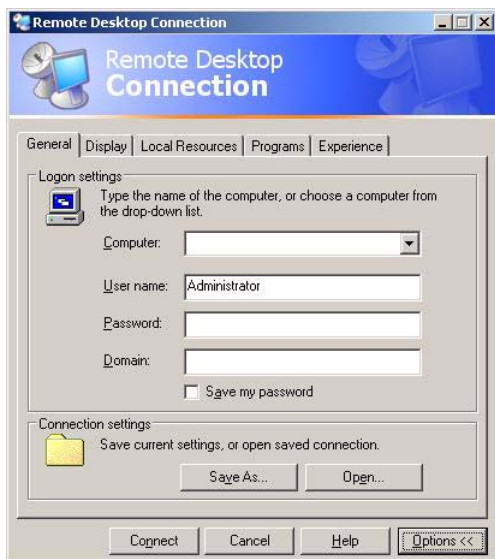 Remote Desktop Connection
Remote Desktop
Connection
General Display Local Resources Programs Experience
Logon settings
Type the name of the computer, or choose a computer from
the drop-down list.
Computer:
User name: Administrator
Password:
Domain:
Save my password
Connection settings
Save current settings, or open saved connection.
Save As... Open...
Connect Cancel Help Options <<